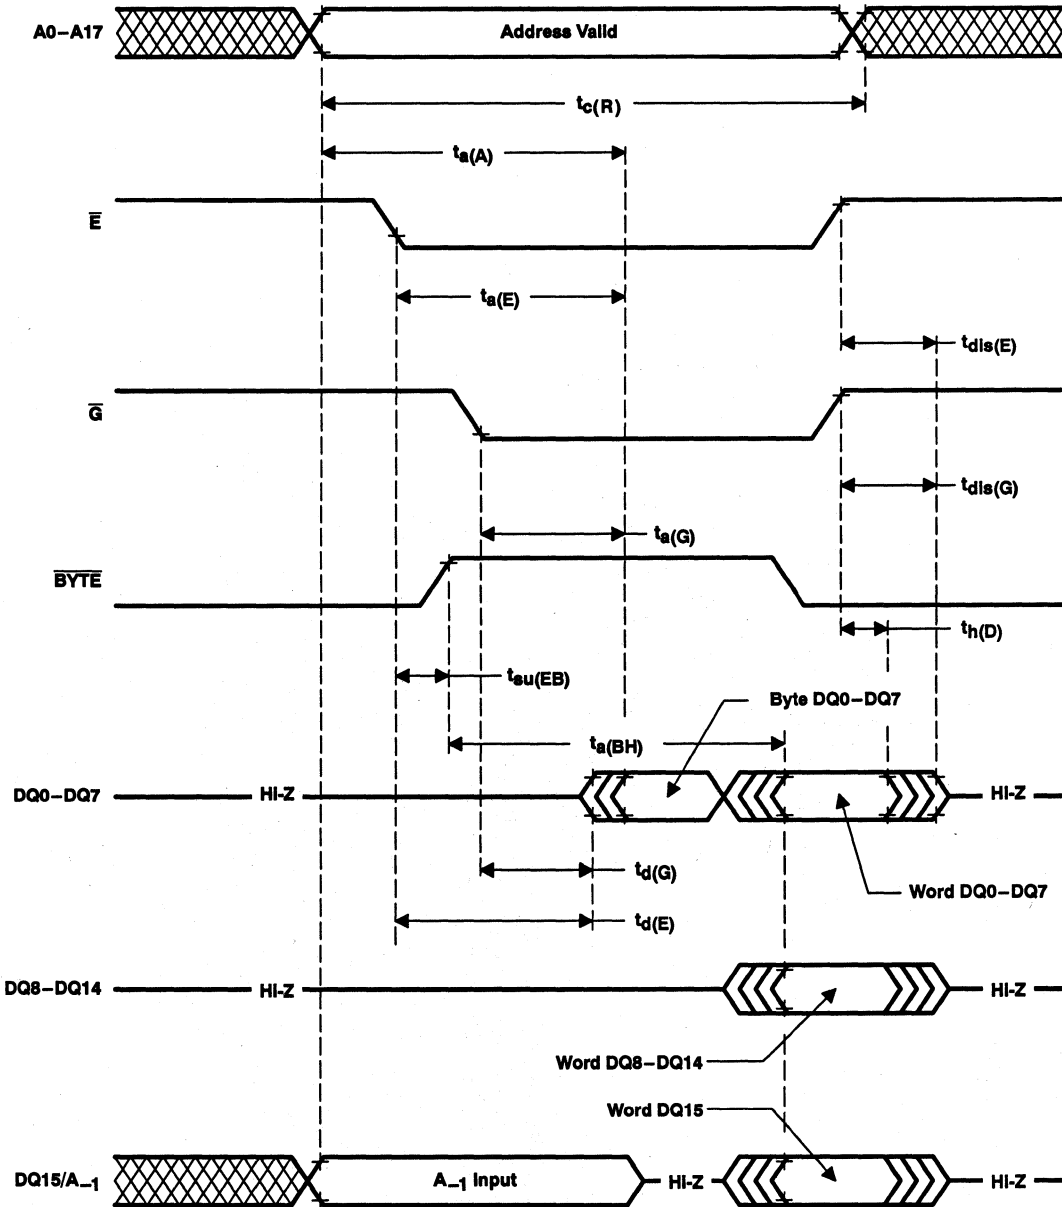 A0–A17
Address Valid
tc(R)
ta(A)
E
ta(E)
tdis(E)
G
tdis(G)
ta(G)
BYTE
th(D)
tsu(EB)
Byte DQ0–DQ7
ta(BH)
DQ0–DQ7
HI-Z
HI-Z
td(G)
Word DQ0–DQ7
td(E)
DQ8–DQ14
HI-Z
HI-Z
Word DQ8–DQ14
Word DQ15
DQ15/A–1
A–1 Input
HI-Z
HI-Z